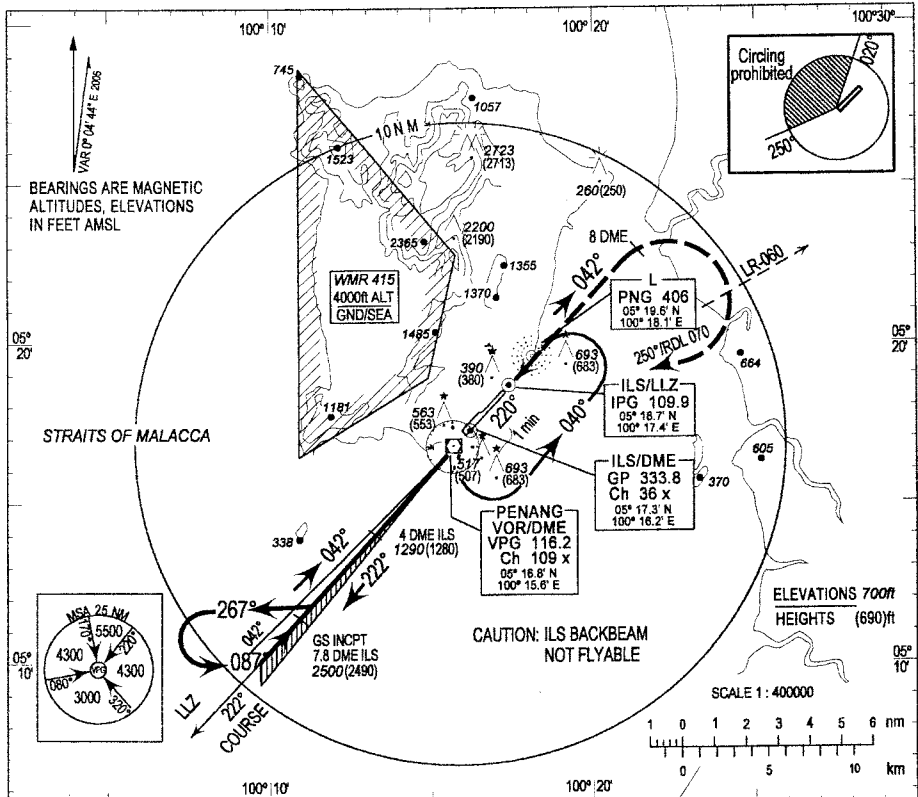 100° 10'
100° 20'
100° 30'
VAR 0° 04' 44" E 2005
BEARINGS ARE MAGNETIC
ALTITUDES, ELEVATIONS
IN FEET AMSL
745
1057
10 NM
1523
2723
(2713)
260 (250)
Circling
prohibited
020°
250°
2200
(2190)
2365
8 DME
042°
LR-060
1355
WMR 415
4000ft ALT
GND/SEA
1370
L
PNG 406
05° 19.6' N
100° 18.1' E
05°
20'
05°
20'
1485
250°/RDL 070
693
(683)
390
(380)
664
ILS/LLZ
IPG 109.9
05° 18.7' N
100° 17.4' E
1181
563
(553)
220°
1 min
040°
STRAITS OF MALACCA
517
(507)
693
(683)
ILS/DME
GP 333.8
Ch 36 x
05° 17.3' N
100° 16.2' E
605
370
PENANG
VOR/DME
VPG 116.2
Ch 109 x
05° 16.8' N
100° 15.6' E
338
042°
4 DME ILS
1290 (1280)
222°
267°
042°
087°
GS INCPT
7.8 DME ILS
2500 (2490)
CAUTION: ILS BACKBEAM
NOT FLYABLE
ELEVATIONS 700ft
HEIGHTS (690)ft
MSA 25 NM
170°
5500
220°
4300
VPG
4300
080°
3000
320°
05°
10'
05°
10'
LLZ
222°
COURSE
SCALE 1 : 400000
1 0 1 2 3 4 5 6 nm
0 5 10 km
100° 10'
100° 20'